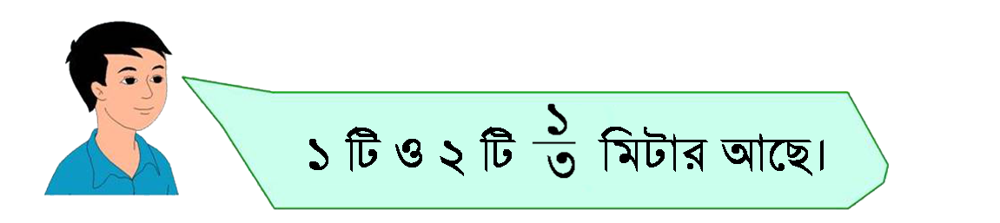 ১ টি ও ২ টি ১/৩ মিটার আছে।